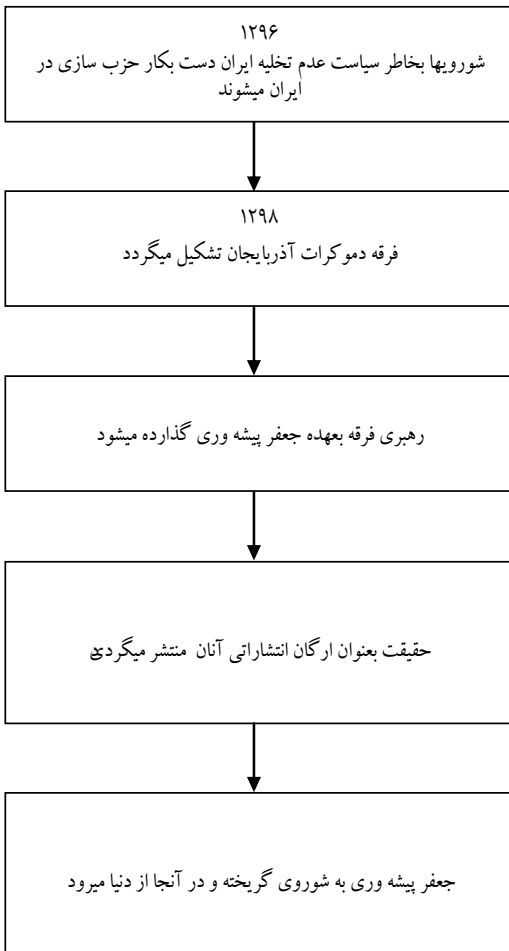 ۱۲۹۶
شورویها بخاطر سیاست عدم تخلیه ایران دست بکار حزب سازی در
ایران میشوند
۱۲۹۸
فرقه دموکرات آذربایجان تشکیل میگردد
رهبری فرقه بعهده جعفر پیشه وری گذارده میشود
حقیقت بعنوان ارگان انتشاراتی آنان منتشر میگردد
جعفر پیشه وری به شوروی گریخته و در آنجا از دنیا میرود